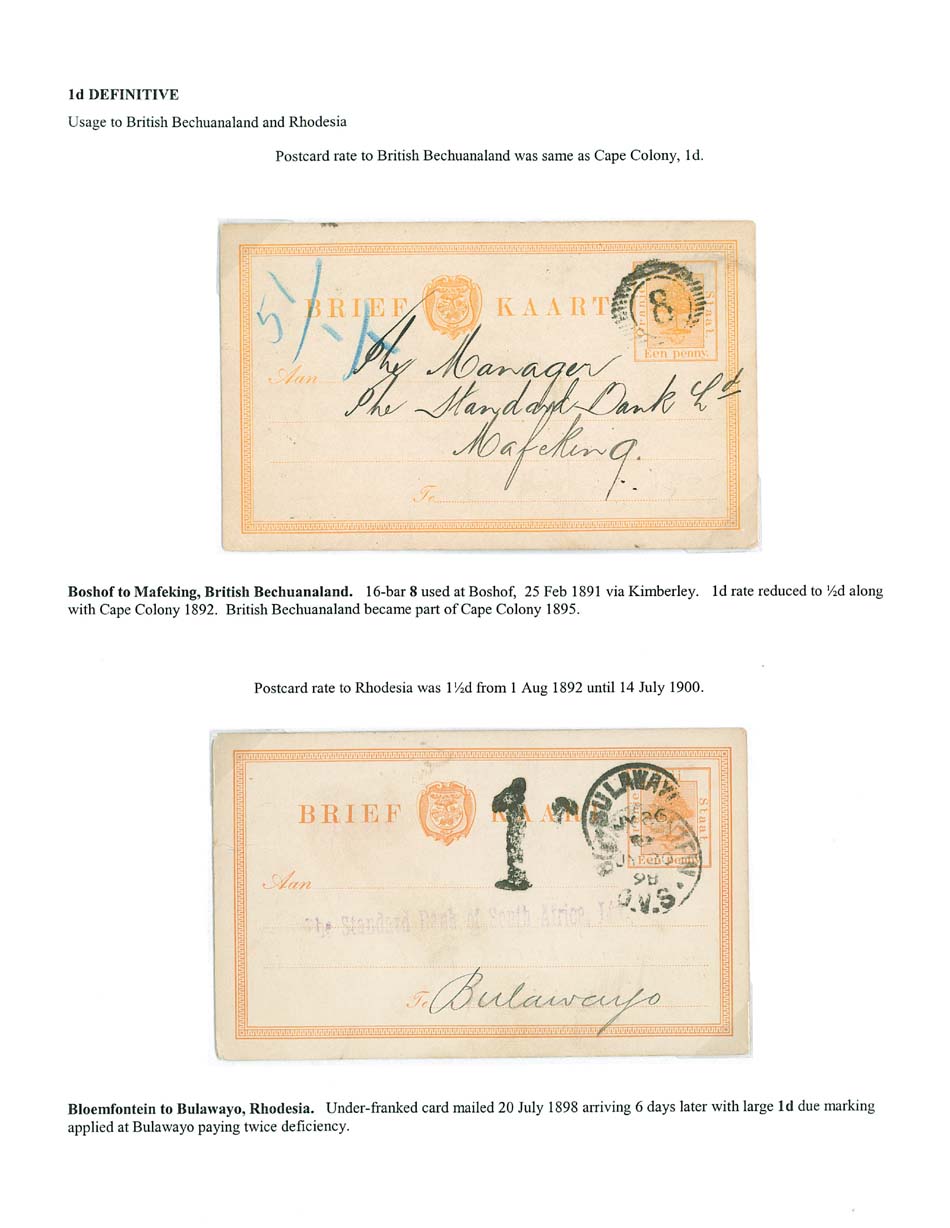 1d DEFINITIVE
Usage to British Bechuanaland and Rhodesia
Postcard rate to British Bechuanaland was same as Cape Colony, 1d.
BRIEF KAART
8
Staat
Een penny.
Aan
The Manager
The Standard Bank Ld
Mafeking.
Te
Boshof to Mafeking, British Bechuanaland. 16-bar 8 used at Boshof, 25 Feb 1891 via Kimberley. 1d rate reduced to ½d along
with Cape Colony 1892. British Bechuanaland became part of Cape Colony 1895.
Postcard rate to Rhodesia was 1½d from 1 Aug 1892 until 14 July 1900.
BRIEF KAART
1d
BULAWAYO
JY 26
98
O.V.S.
Staat
Een penny
Aan
The Standard Bank of South Africa,
Te Bulawayo
Bloemfontein to Bulawayo, Rhodesia. Under-franked card mailed 20 July 1898 arriving 6 days later with large 1d due marking
applied at Bulawayo paying twice deficiency.